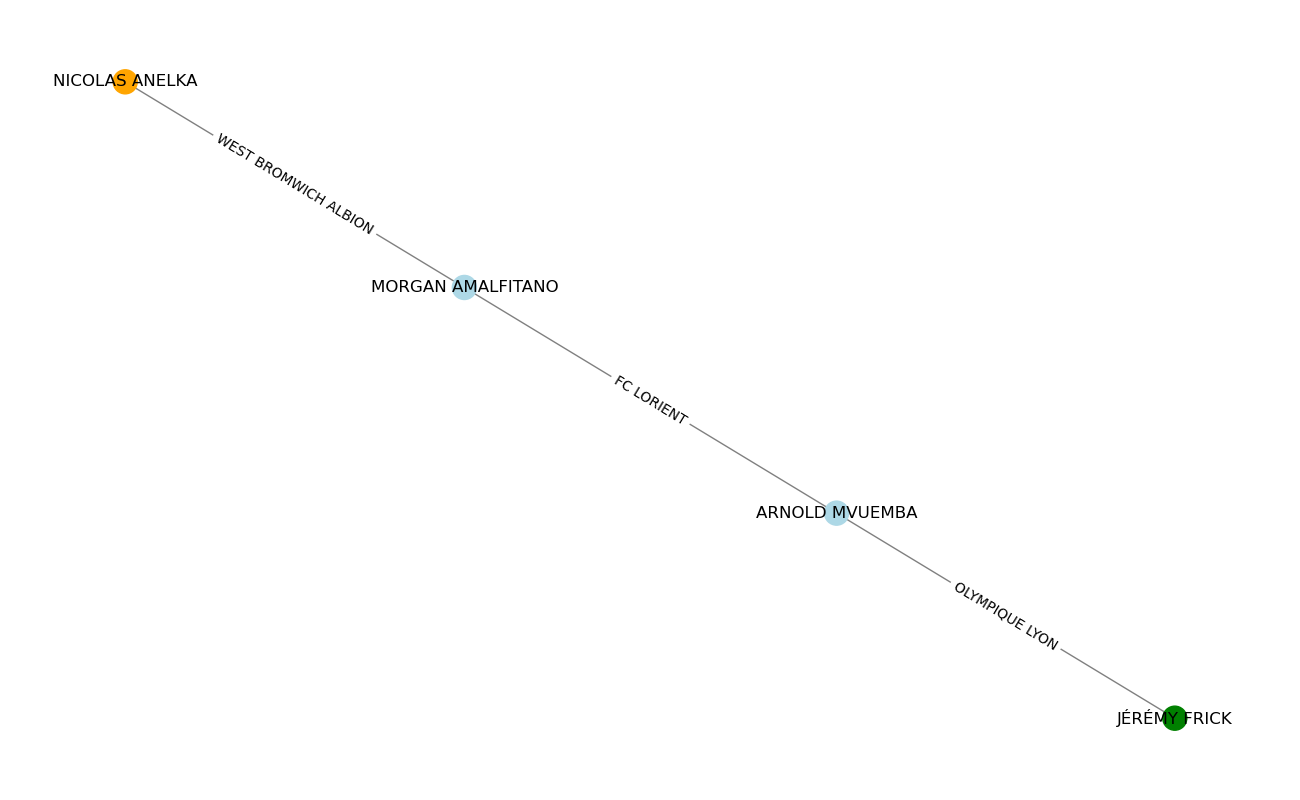 NICOLAS ANELKA
WEST BROMWICH ALBION
MORGAN AMALFITANO
FC LORIENT
ARNOLD MVUEMBA
OLYMPIQUE LYON
JÉRÉMY FRICK